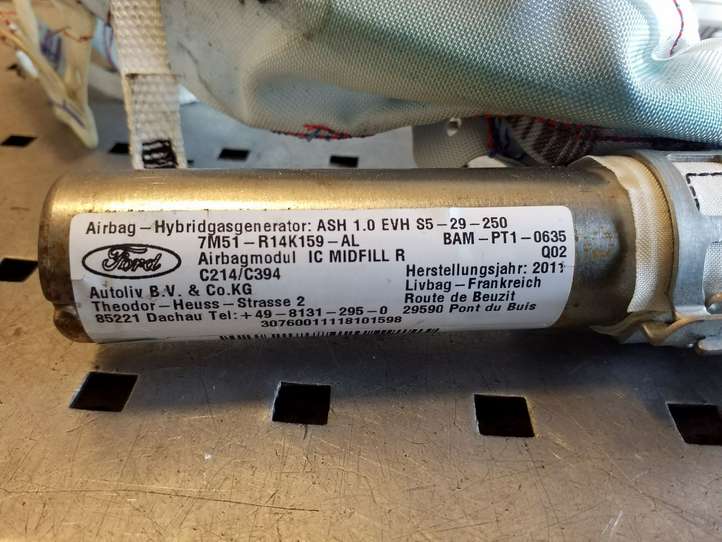 Airbag-Hybridgasgenerator: ASH 1.0 EVH S5-29-250
7M51-R14K159-AL BAM-PT1-0635
Ford Airbagmodul IC MIDFILL R Q02
C214/C394 Herstellungsjahr: 2011
Autoliv B.V. & Co.KG Livbag-Frankreich
Theodor-Heuss-Strasse 2 Route de Beuzit
85221 Dachau Tel: +49-8131-295-0 29590 Pont du Buis
30760011118101598